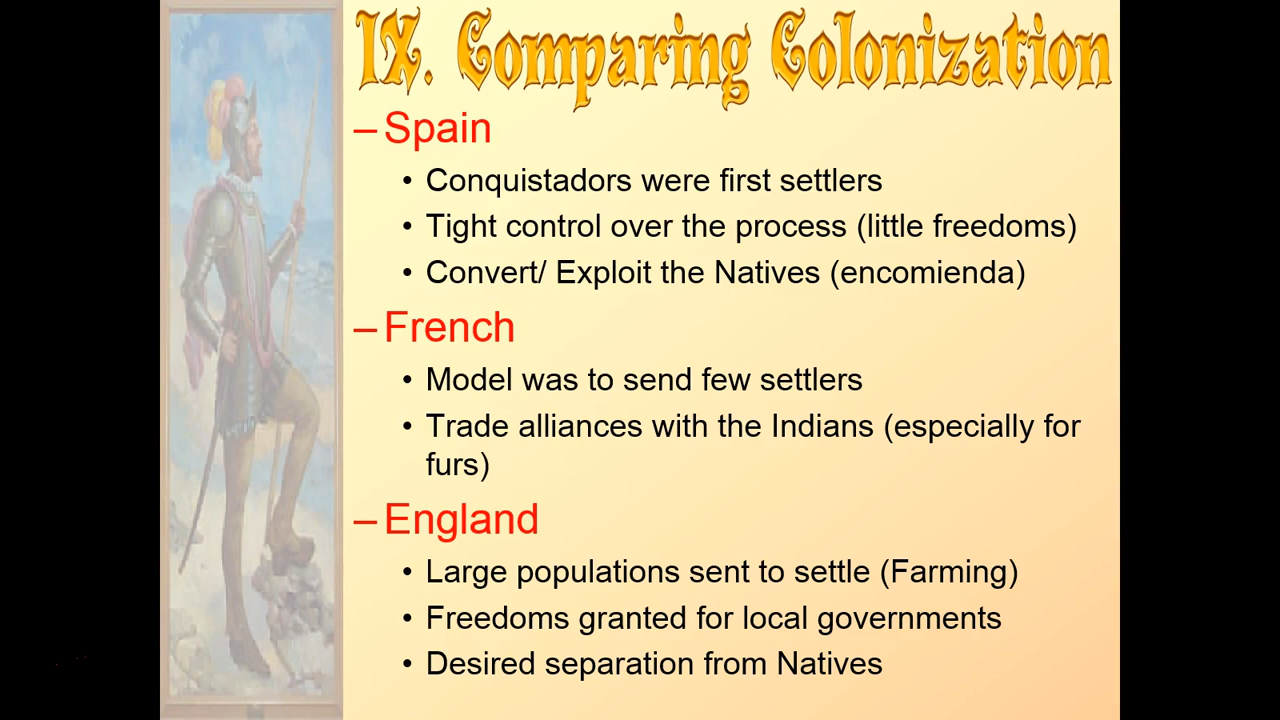 IX. Comparing Colonization
– Spain
• Conquistadors were first settlers
• Tight control over the process (little freedoms)
• Convert/ Exploit the Natives (encomienda)
– French
• Model was to send few settlers
• Trade alliances with the Indians (especially for
furs)
– England
• Large populations sent to settle (Farming)
• Freedoms granted for local governments
• Desired separation from Natives